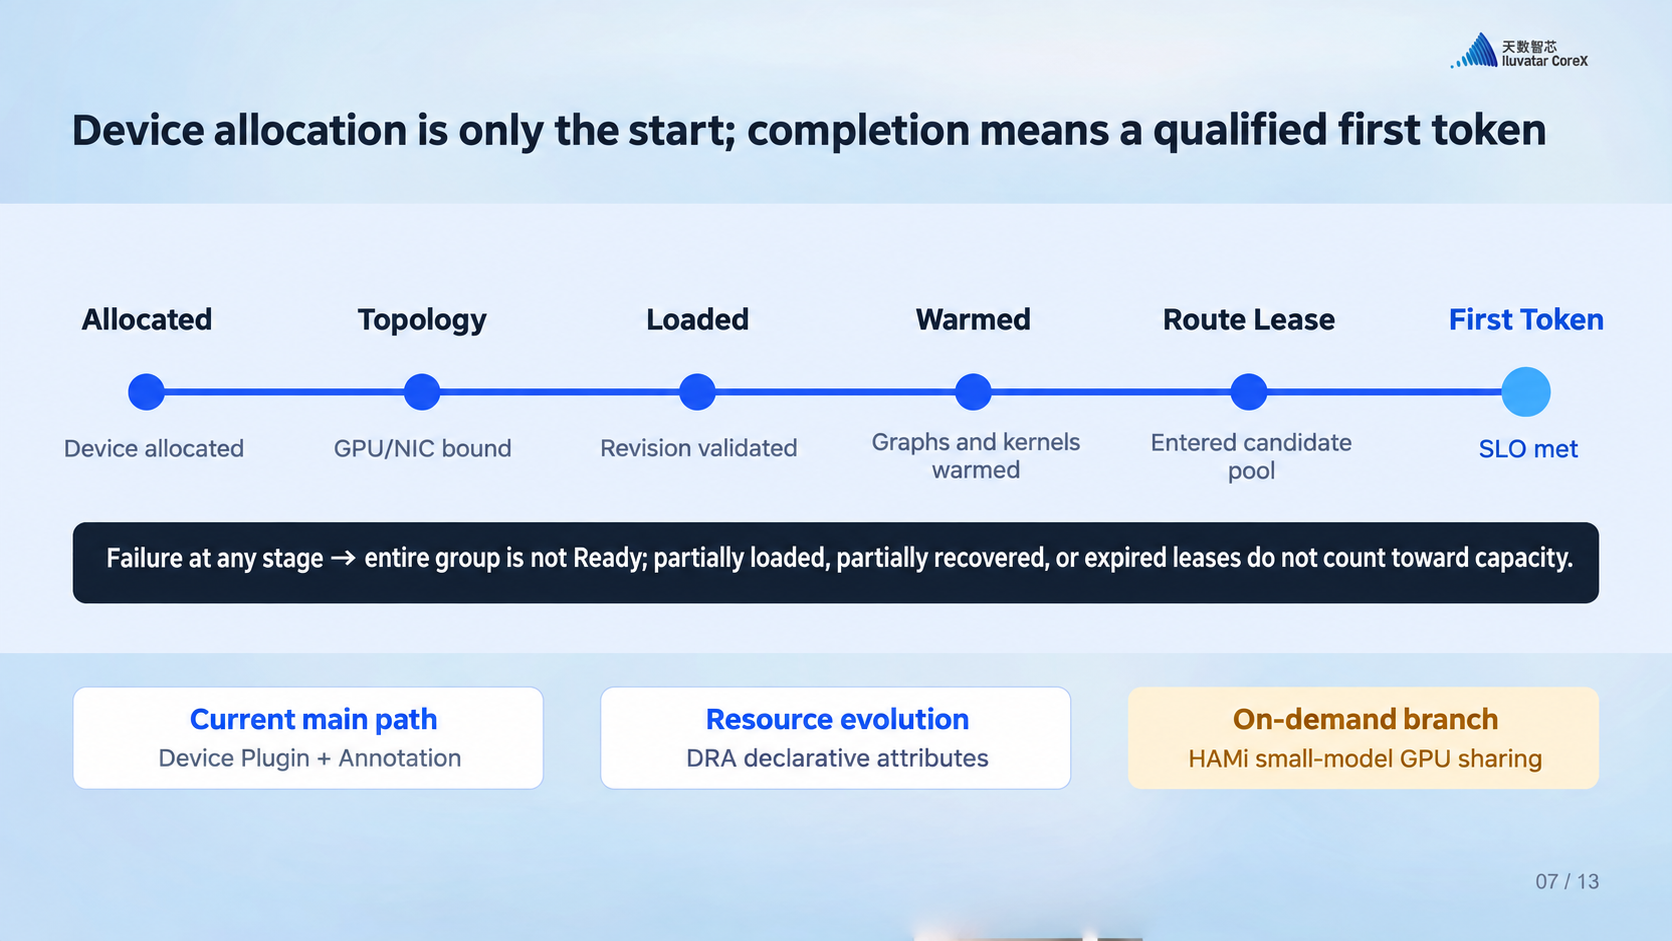 天数智芯
Iluvatar CoreX
Device allocation is only the start; completion means a qualified first token
Allocated
Topology
Loaded
Warmed
Route Lease
First Token
Device allocated
GPU/NIC bound
Revision validated
Graphs and kernels
warmed
Entered candidate
pool
SLO met
Failure at any stage → entire group is not Ready; partially loaded, partially recovered, or expired leases do not count toward capacity.
Current main path
Device Plugin + Annotation
Resource evolution
DRA declarative attributes
On-demand branch
HAMi small-model GPU sharing
07 / 13